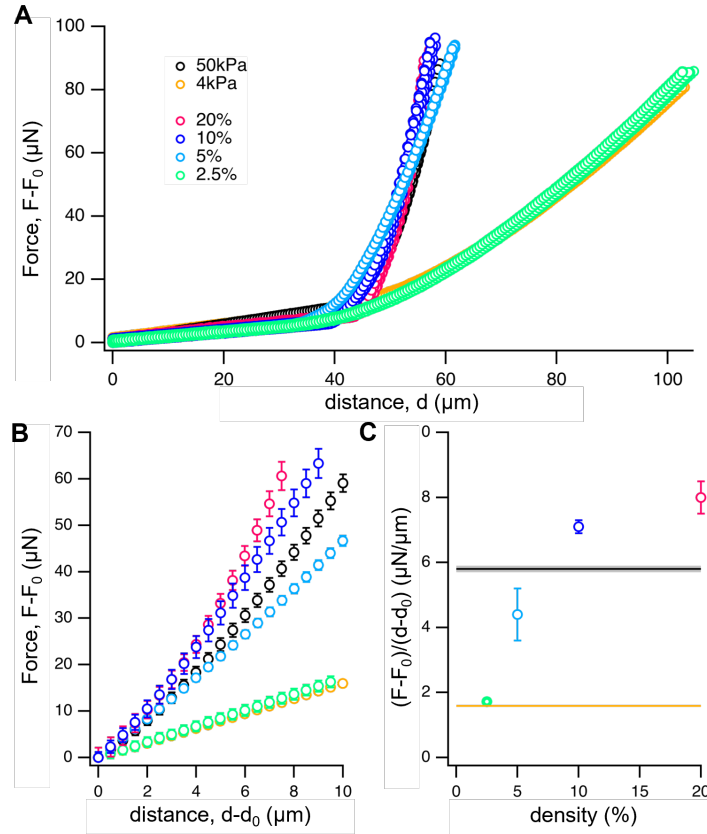 A
100
80
60
40
20
0
Force, F-F0 (µN)
50kPa
4kPa
20%
10%
5%
2.5%
0 20 40 60 80 100
distance, d (µm)
B
70
60
50
40
30
20
10
0
Force, F-F0 (µN)
0 2 4 6 8 10
distance, d-d0 (µm)
C
0
8
6
4
2
0
(F-F0)/(d-d0) (µN/µm)
0 5 10 15 20
density (%)